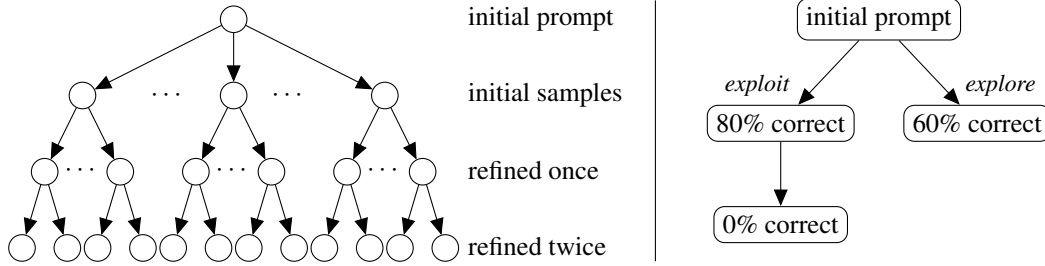 initial prompt
initial samples
refined once
refined twice
initial prompt
exploit
explore
80% correct
60% correct
0% correct